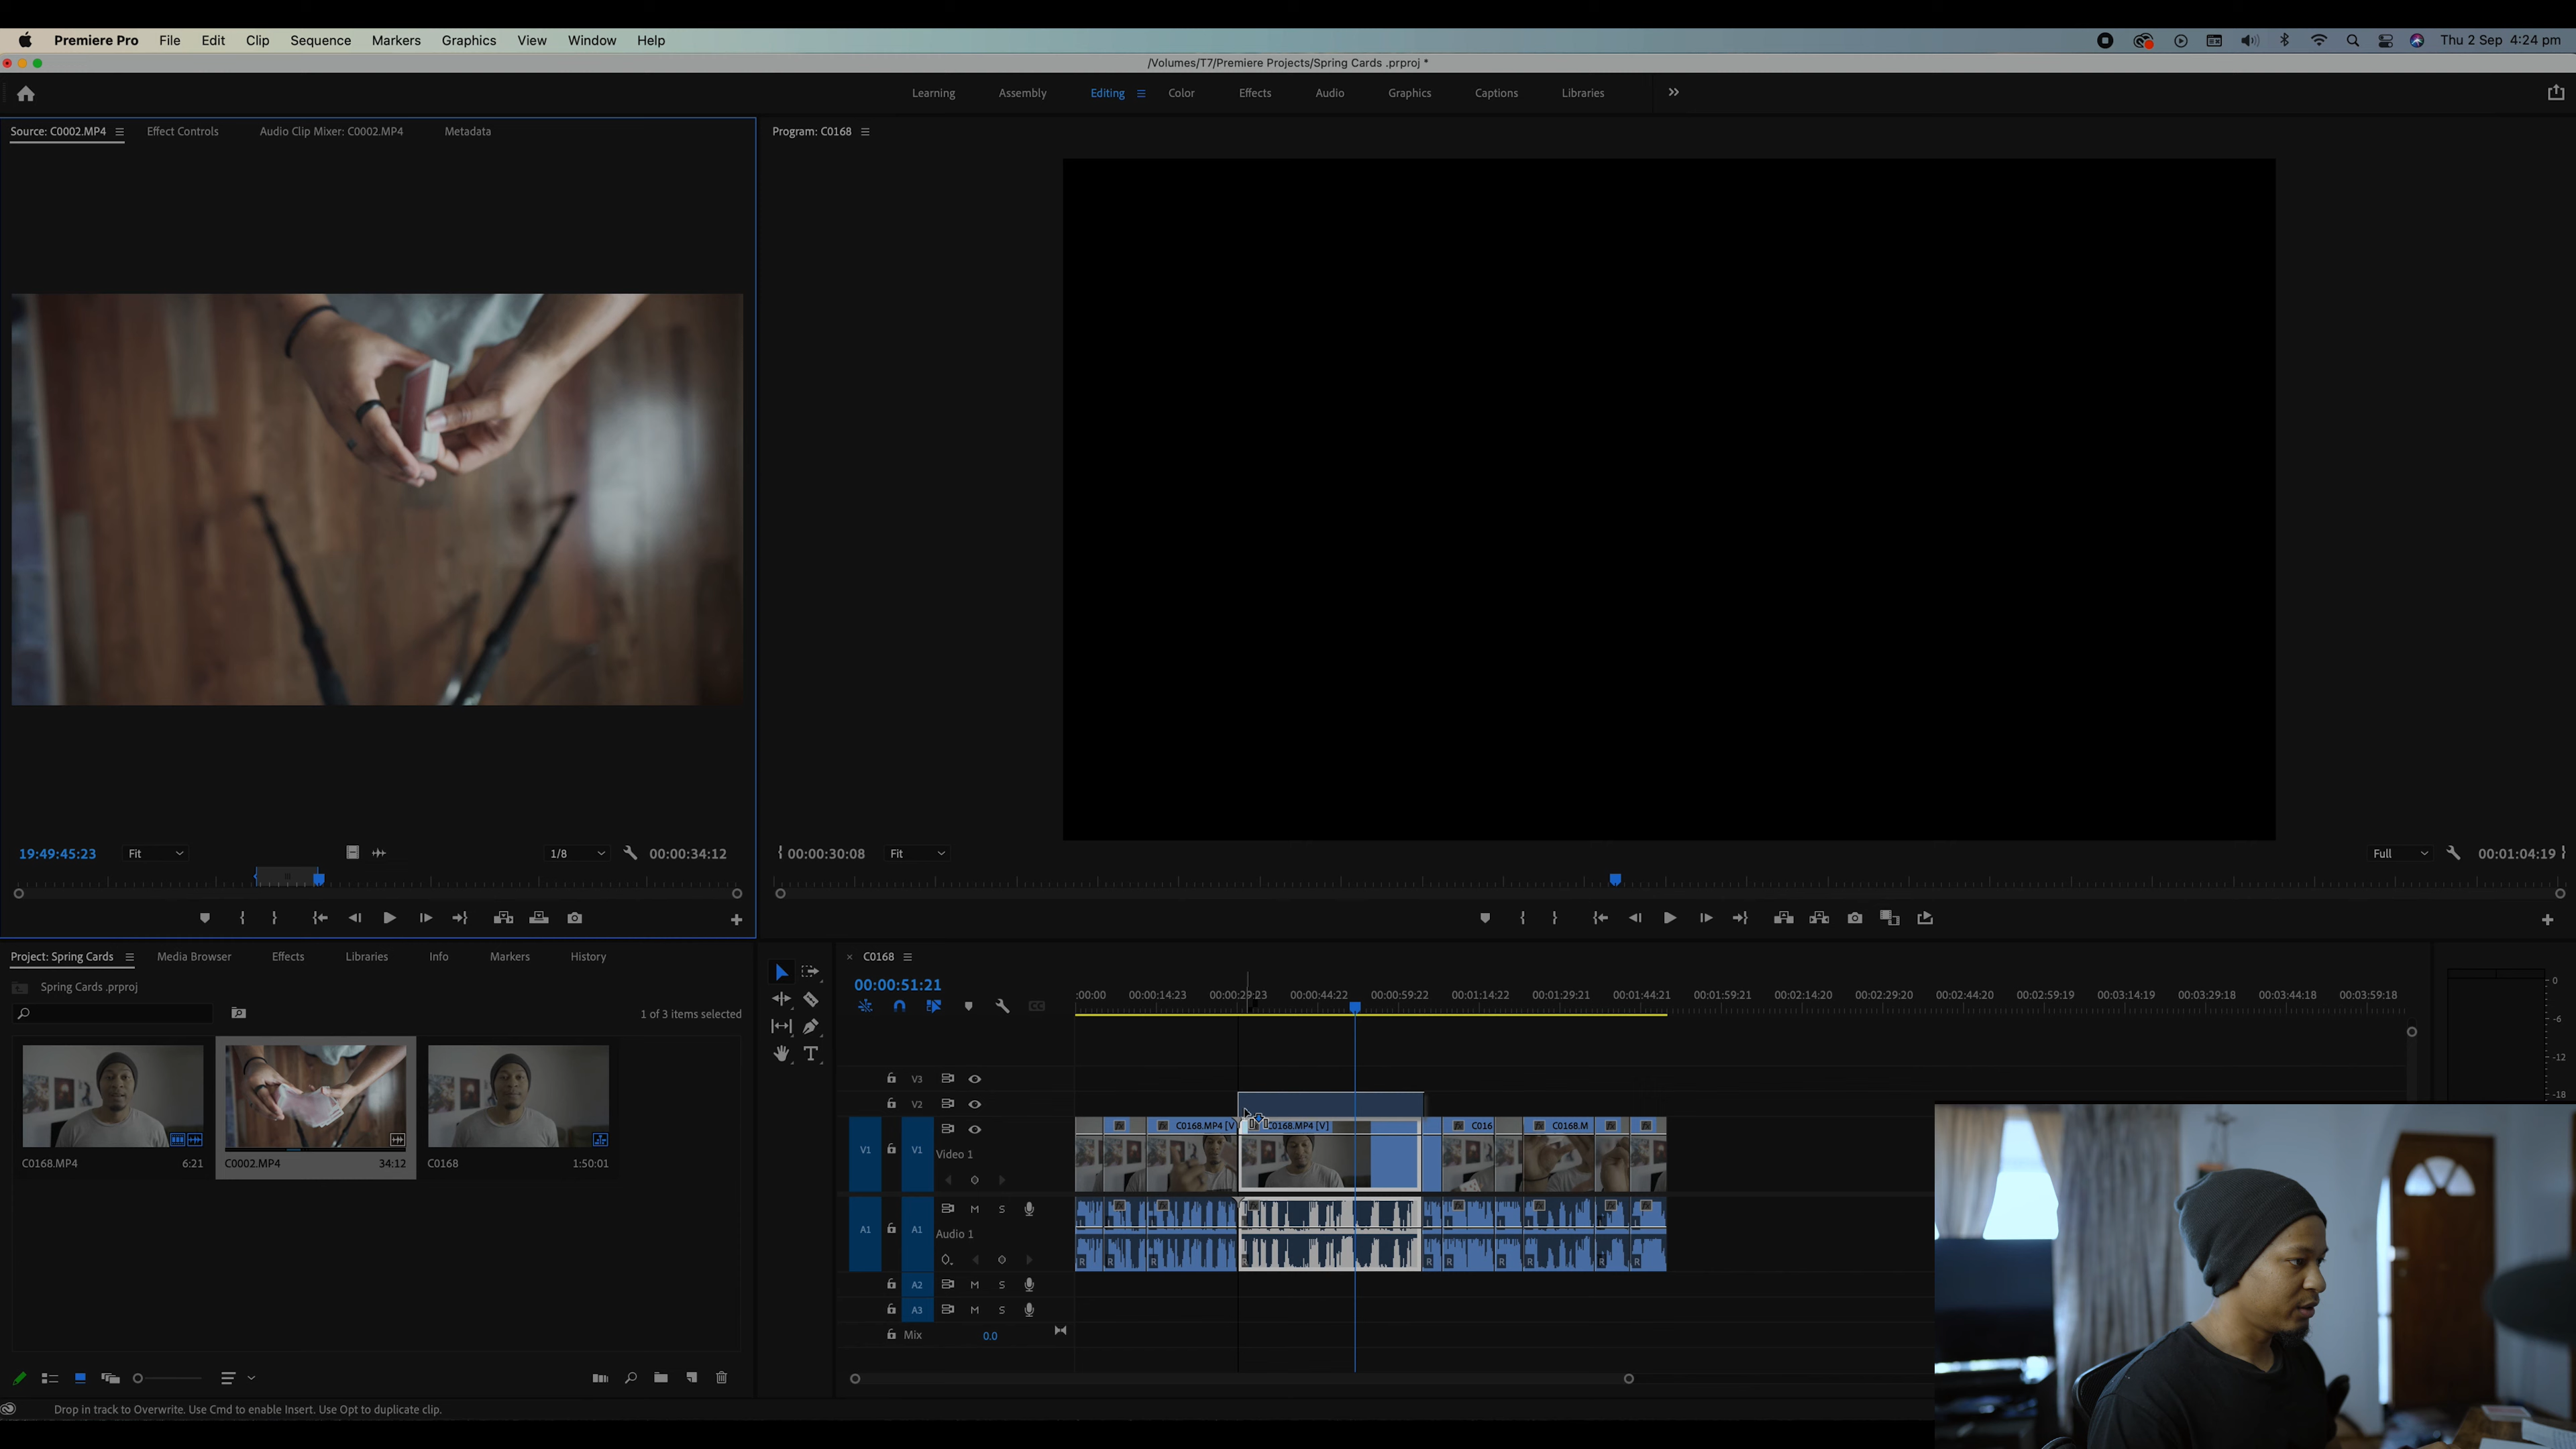 Premiere Pro File Edit Clip Sequence Markers Graphics View Window Help Thu 2 Sep 4:24 pm
/Volumes/T7/Premiere Projects/Spring Cards .prproj *
Learning Assembly Editing Color Effects Audio Graphics Captions Libraries
Source: C0002.MP4 Effect Controls Audio Clip Mixer: C0002.MP4 Metadata
Program: C0168
19:49:45:23 Fit 1/8 00:00:34:12
00:00:30:08 Fit Full 00:01:04:19
Project: Spring Cards Media Browser Effects Libraries Info Markers History
C0168
Spring Cards .prproj
1 of 3 items selected
00:00:51:21
:00:00 00:00:14:23 00:00:29:23 00:00:44:22 00:00:59:22 00:01:14:22 00:01:29:21 00:01:44:21 00:01:59:21 00:02:14:20 00:02:29:20 00:02:44:20 00:02:59:19 00:03:14:19 00:03:29:18 00:03:44:18 00:03:59:18
0
-6
-12
-18
C0168.MP4 6:21
C0002.MP4 34:12
C0168 1:50:01
V3
V2
V1 V1 Video 1
C0168.MP4 [V] C0168.MP4 [V] C016 C0168.M
A1 A1 M S Audio 1
R R R R R R R R R R
A2 M S
A3 M S
Mix 0.0
Drop in track to Overwrite. Use Cmd to enable Insert. Use Opt to duplicate clip.